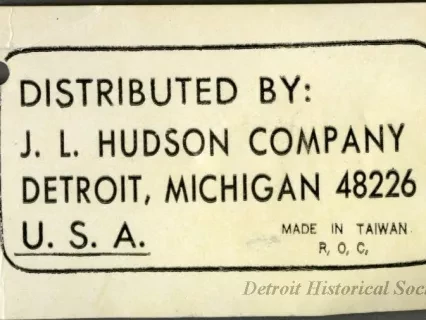 DISTRIBUTED BY:
J. L. HUDSON COMPANY
DETROIT, MICHIGAN 48226
U. S. A.
MADE IN TAIWAN
R, O, C,
Detroit Historical Soc